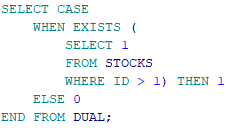 SELECT CASE
WHEN EXISTS (
SELECT 1
FROM STOCKS
WHERE ID > 1) THEN 1
ELSE 0
END FROM DUAL;